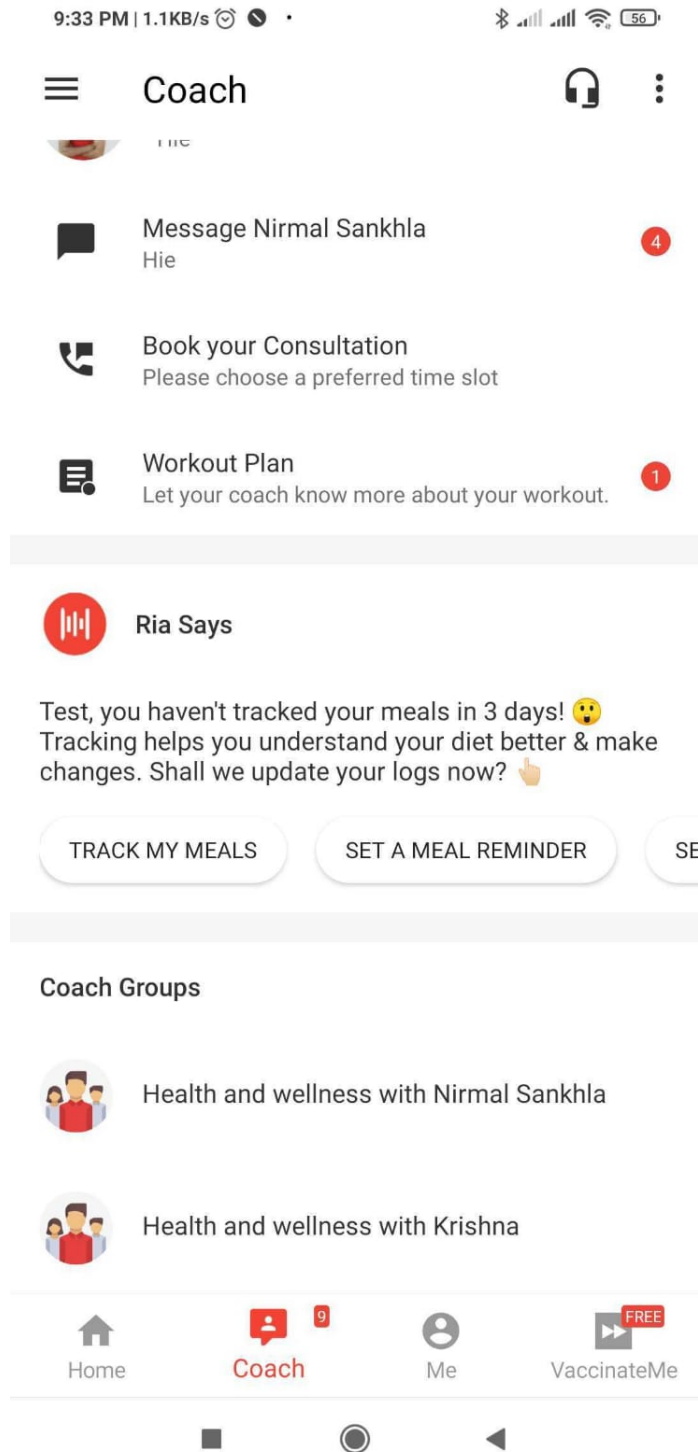 9:33 PM | 1.1KB/s
56
Coach
Hie
Message Nirmal Sankhla
4
Hie
Book your Consultation
Please choose a preferred time slot
Workout Plan
1
Let your coach know more about your workout.
Ria Says
Test, you haven't tracked your meals in 3 days! 😲
Tracking helps you understand your diet better & make
changes. Shall we update your logs now? 👆🏼
TRACK MY MEALS
SET A MEAL REMINDER
SE
Coach Groups
Health and wellness with Nirmal Sankhla
Health and wellness with Krishna
9
FREE
Home
Coach
Me
VaccinateMe